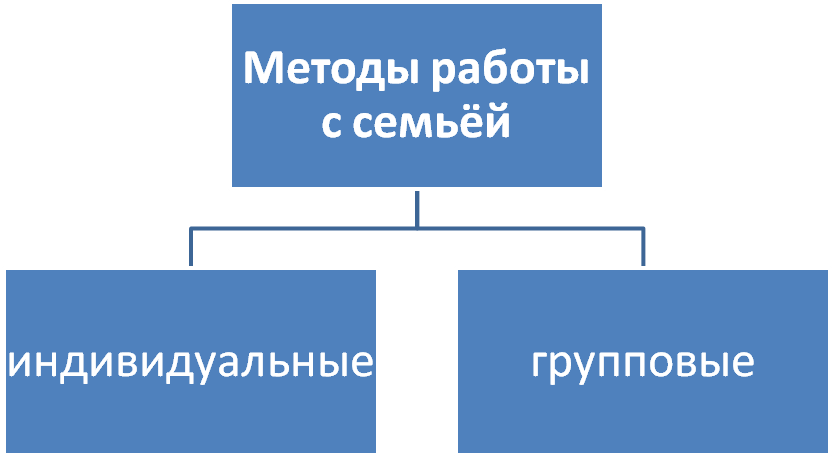 Методы работы
с семьёй
индивидуальные
групповые